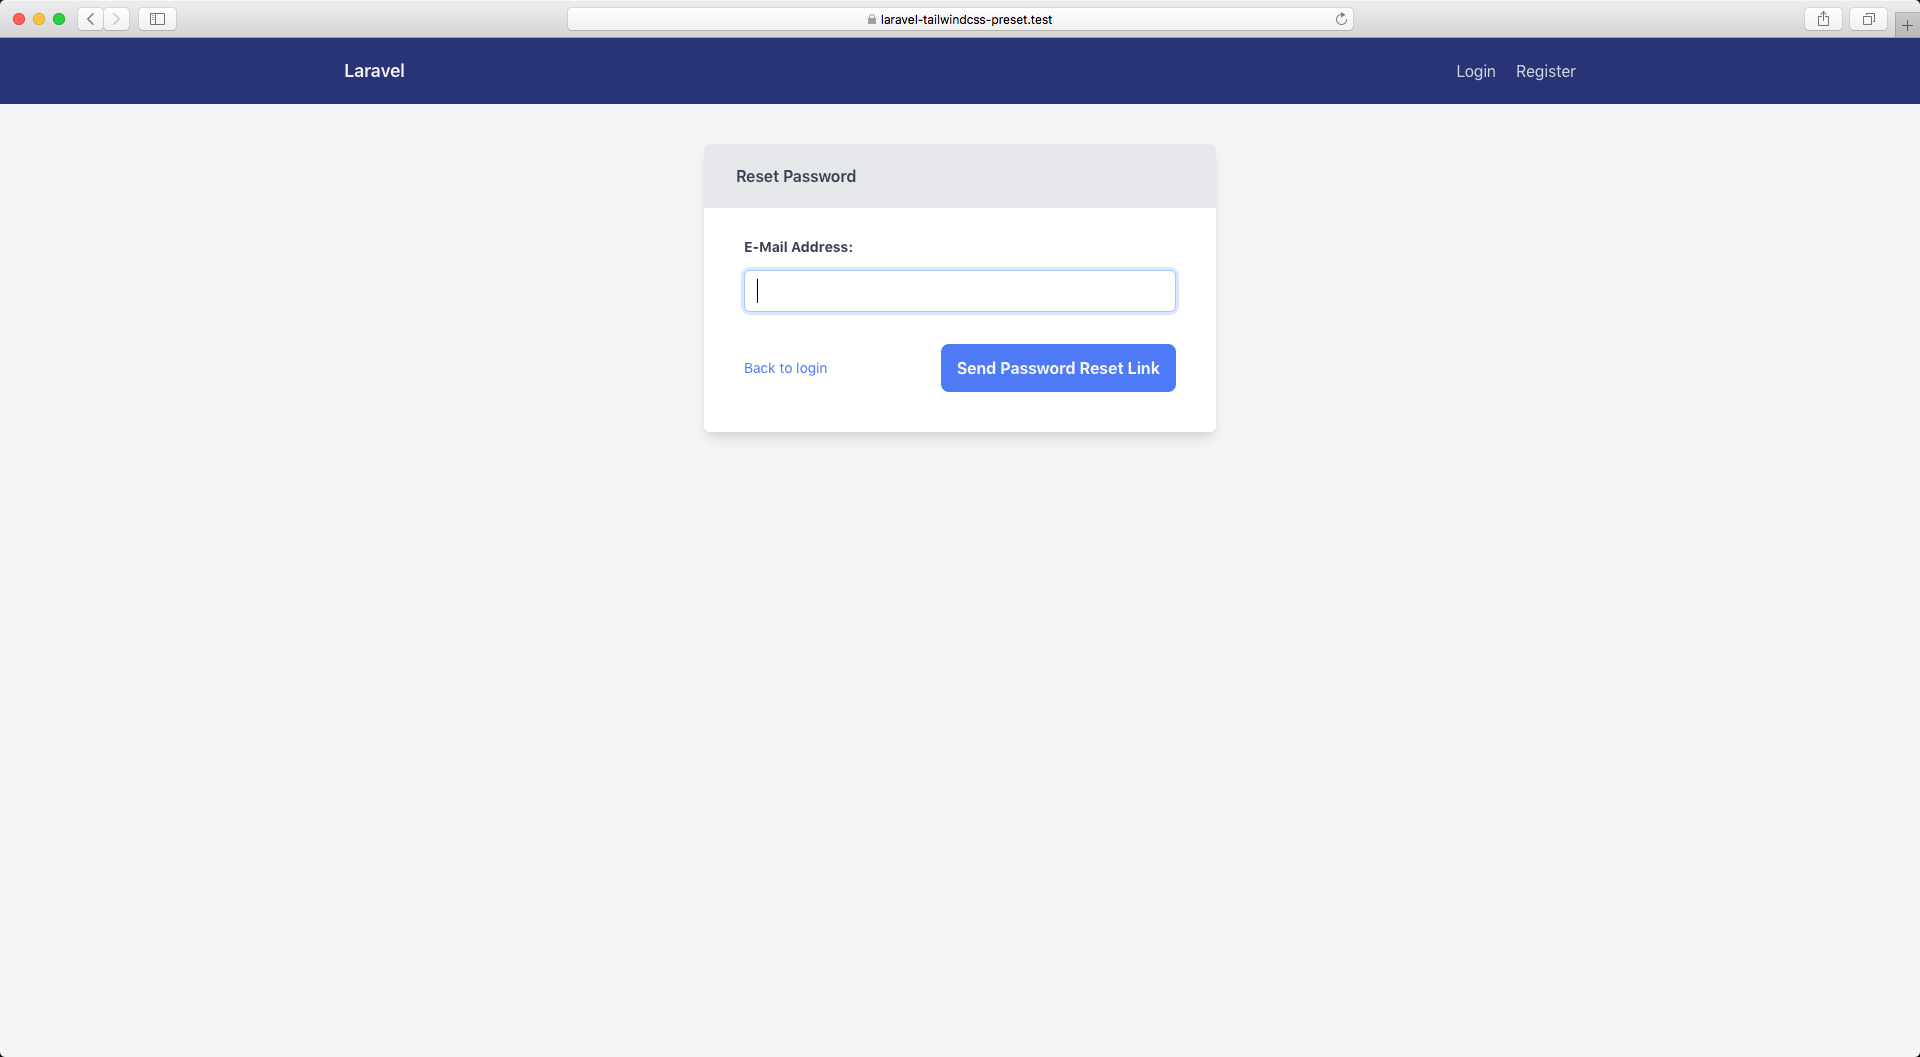 laravel-tailwindcss-preset.test
Laravel
Login Register
Reset Password
E-Mail Address:
Back to login
Send Password Reset Link